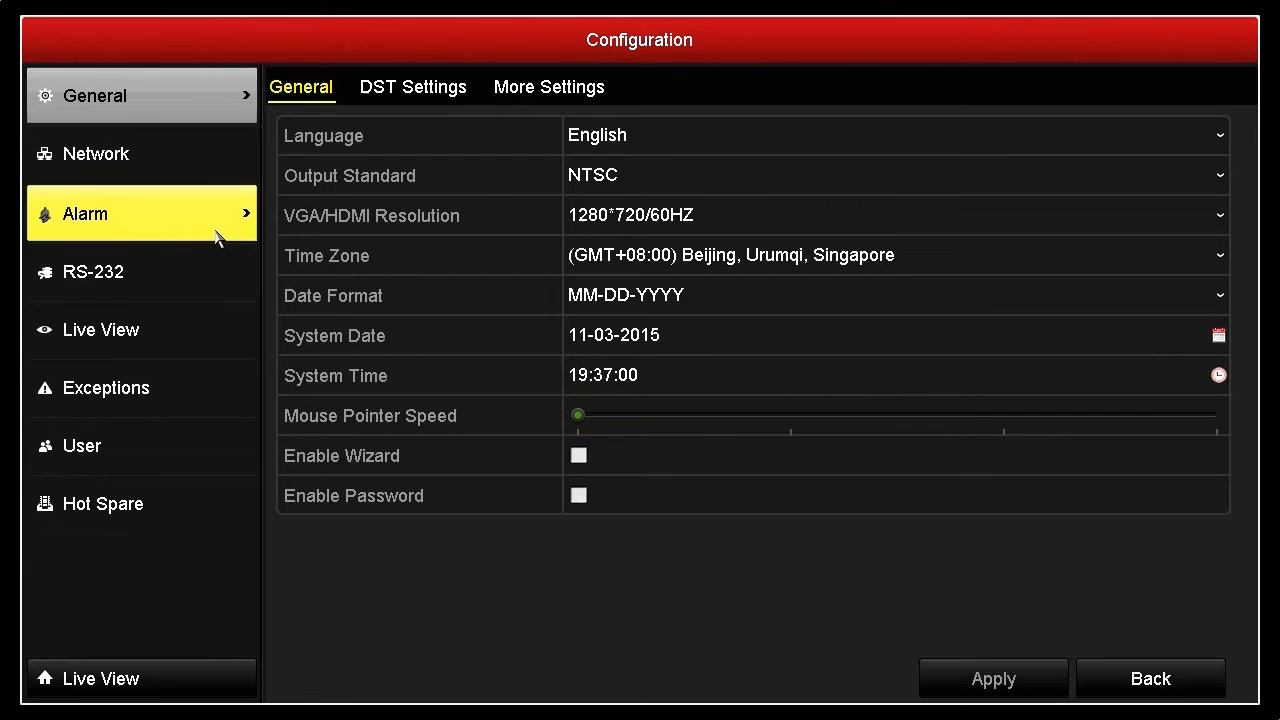 Configuration
General
Network
Alarm
RS-232
Live View
Exceptions
User
Hot Spare
Live View
General DST Settings More Settings
Language English
Output Standard NTSC
VGA/HDMI Resolution 1280*720/60HZ
Time Zone (GMT+08:00) Beijing, Urumqi, Singapore
Date Format MM-DD-YYYY
System Date 11-03-2015
System Time 19:37:00
Mouse Pointer Speed
Enable Wizard
Enable Password
Apply Back